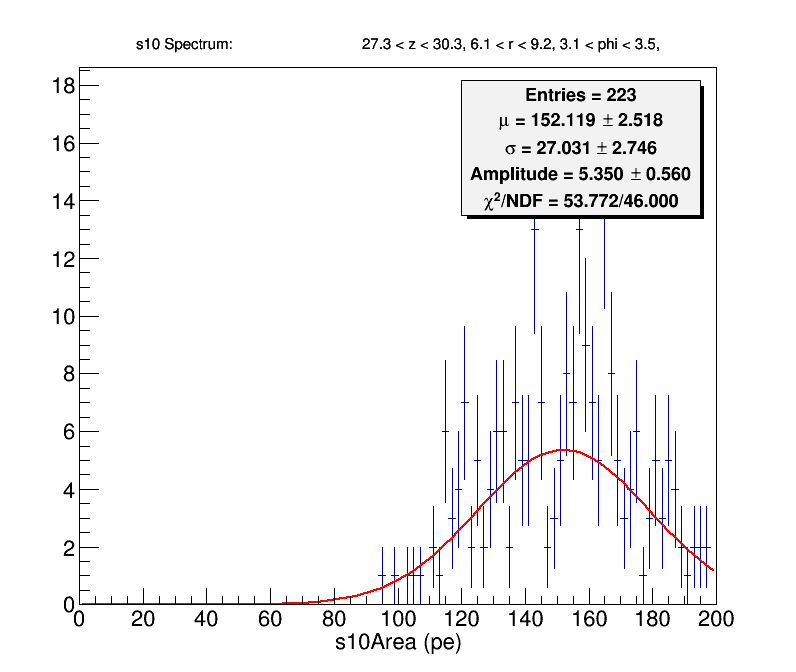 s10 Spectrum: 27.3 < z < 30.3, 6.1 < r < 9.2, 3.1 < phi < 3.5,
Entries = 223
μ = 152.119 ± 2.518
σ = 27.031 ± 2.746
Amplitude = 5.350 ± 0.560
χ²/NDF = 53.772/46.000
18
16
14
12
10
8
6
4
2
0
0 20 40 60 80 100 120 140 160 180 200
s10Area (pe)